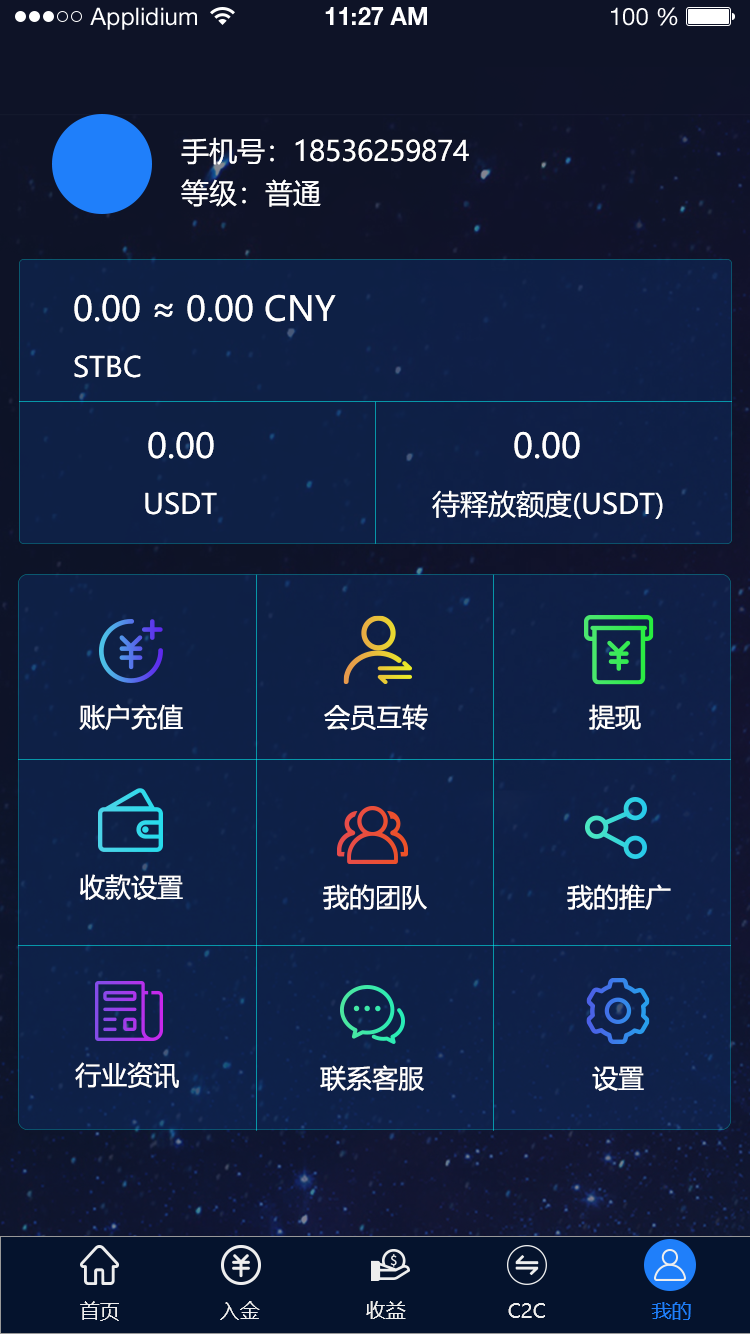 Applidium 11:27 AM 100 %
手机号：18536259874
等级：普通
0.00 ≈ 0.00 CNY
STBC
0.00 0.00
USDT 待释放额度(USDT)
账户充值 会员互转 提现
收款设置 我的团队 我的推广
行业资讯 联系客服 设置
首页 入金 收益 C2C 我的